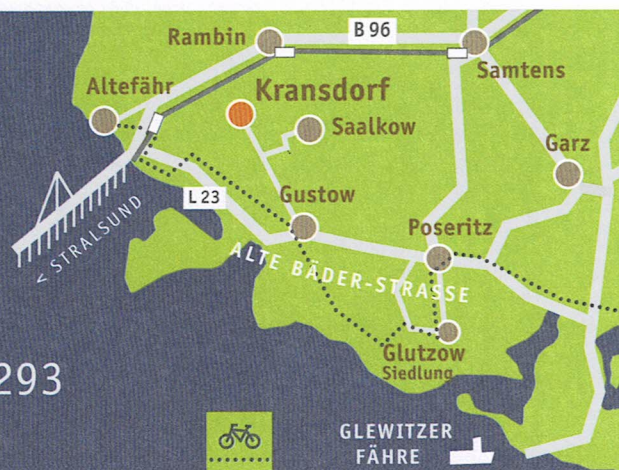 Rambin
B 96
Samtens
Altefähr
Kransdorf
Saalkow
Garz
L 23
Gustow
< STRALSUND
Poseritz
ALTE BÄDER-STRASSE
Glutzow
Siedlung
293
GLEWITZER
FÄHRE